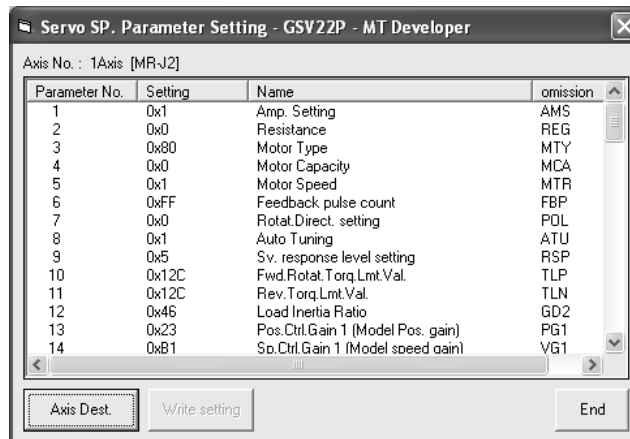 Servo SP. Parameter Setting - GSV22P - MT Developer
Axis No. : 1Axis [MR-J2]
Parameter No. Setting Name omission
1 0x1 Amp. Setting AMS
2 0x0 Resistance REG
3 0x80 Motor Type MTY
4 0x0 Motor Capacity MCA
5 0x1 Motor Speed MTR
6 0xFF Feedback pulse count FBP
7 0x0 Rotat.Direct. setting POL
8 0x1 Auto Tuning ATU
9 0x5 Sv. response level setting RSP
10 0x12C Fwd.Rotat.Torq.Lmt.Val. TLP
11 0x12C Rev.Torq.Lmt.Val. TLN
12 0x46 Load Inertia Ratio GD2
13 0x23 Pos.Ctrl.Gain 1 (Model Pos. gain) PG1
14 0xB1 Sp.Ctrl.Gain 1 (Model speed gain) VG1
Axis Dest. Write setting End